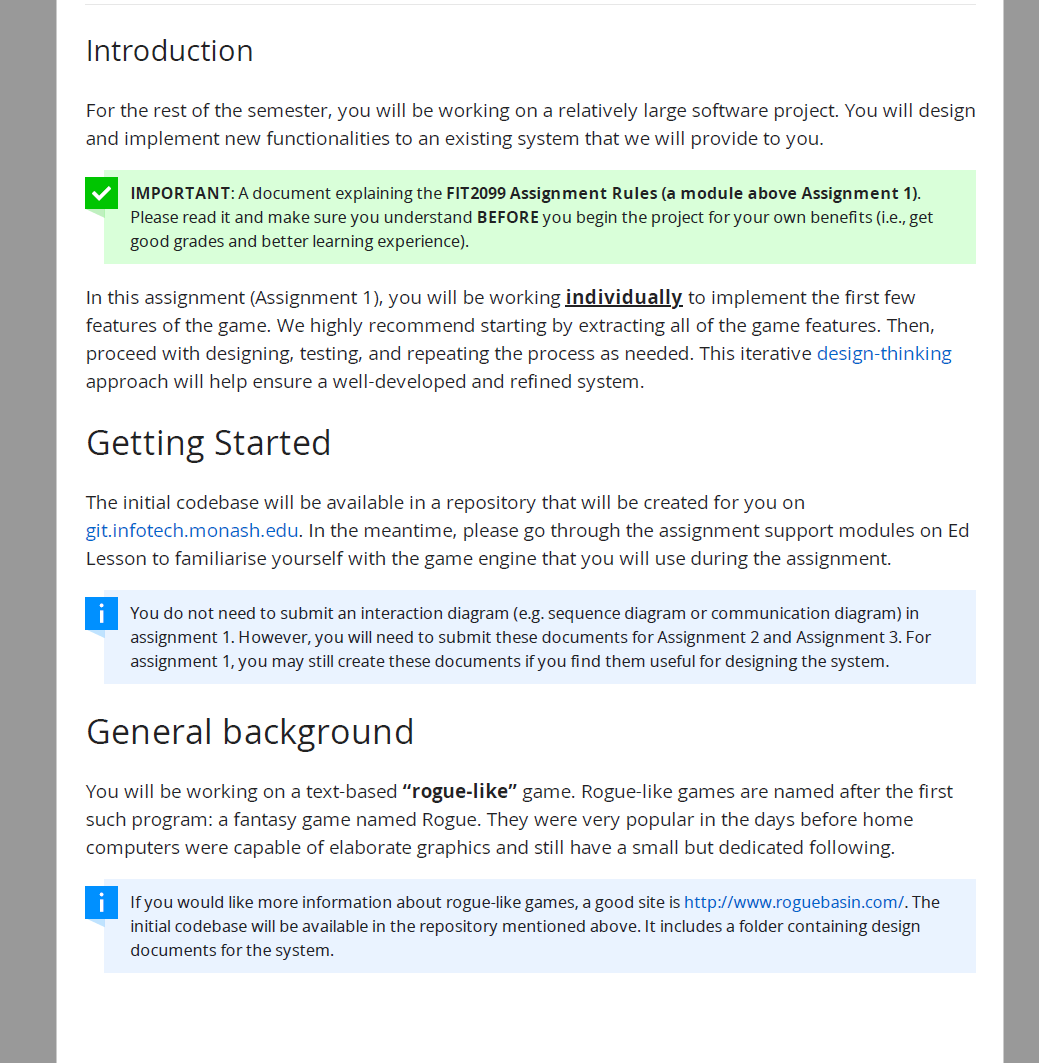 Introduction
For the rest of the semester, you will be working on a relatively large software project. You will design
and implement new functionalities to an existing system that we will provide to you.
IMPORTANT: A document explaining the FIT2099 Assignment Rules (a module above Assignment 1).
Please read it and make sure you understand BEFORE you begin the project for your own benefits (i.e., get
good grades and better learning experience).
In this assignment (Assignment 1), you will be working individually to implement the first few
features of the game. We highly recommend starting by extracting all of the game features. Then,
proceed with designing, testing, and repeating the process as needed. This iterative design-thinking
approach will help ensure a well-developed and refined system.
Getting Started
The initial codebase will be available in a repository that will be created for you on
git.infotech.monash.edu. In the meantime, please go through the assignment support modules on Ed
Lesson to familiarise yourself with the game engine that you will use during the assignment.
You do not need to submit an interaction diagram (e.g. sequence diagram or communication diagram) in
assignment 1. However, you will need to submit these documents for Assignment 2 and Assignment 3. For
assignment 1, you may still create these documents if you find them useful for designing the system.
General background
You will be working on a text-based “rogue-like” game. Rogue-like games are named after the first
such program: a fantasy game named Rogue. They were very popular in the days before home
computers were capable of elaborate graphics and still have a small but dedicated following.
If you would like more information about rogue-like games, a good site is http://www.roguebasin.com/. The
initial codebase will be available in the repository mentioned above. It includes a folder containing design
documents for the system.